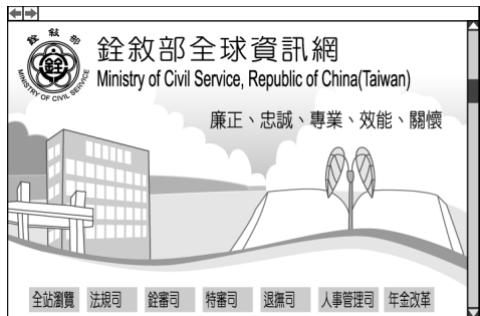 銓敘部
銓
MINISTRY OF CIVIL SERVICE
銓敘部全球資訊網
Ministry of Civil Service, Republic of China(Taiwan)
廉正、忠誠、專業、效能、關懷
全站瀏覽 法規司 銓審司 特審司 退撫司 人事管理司 年金改革